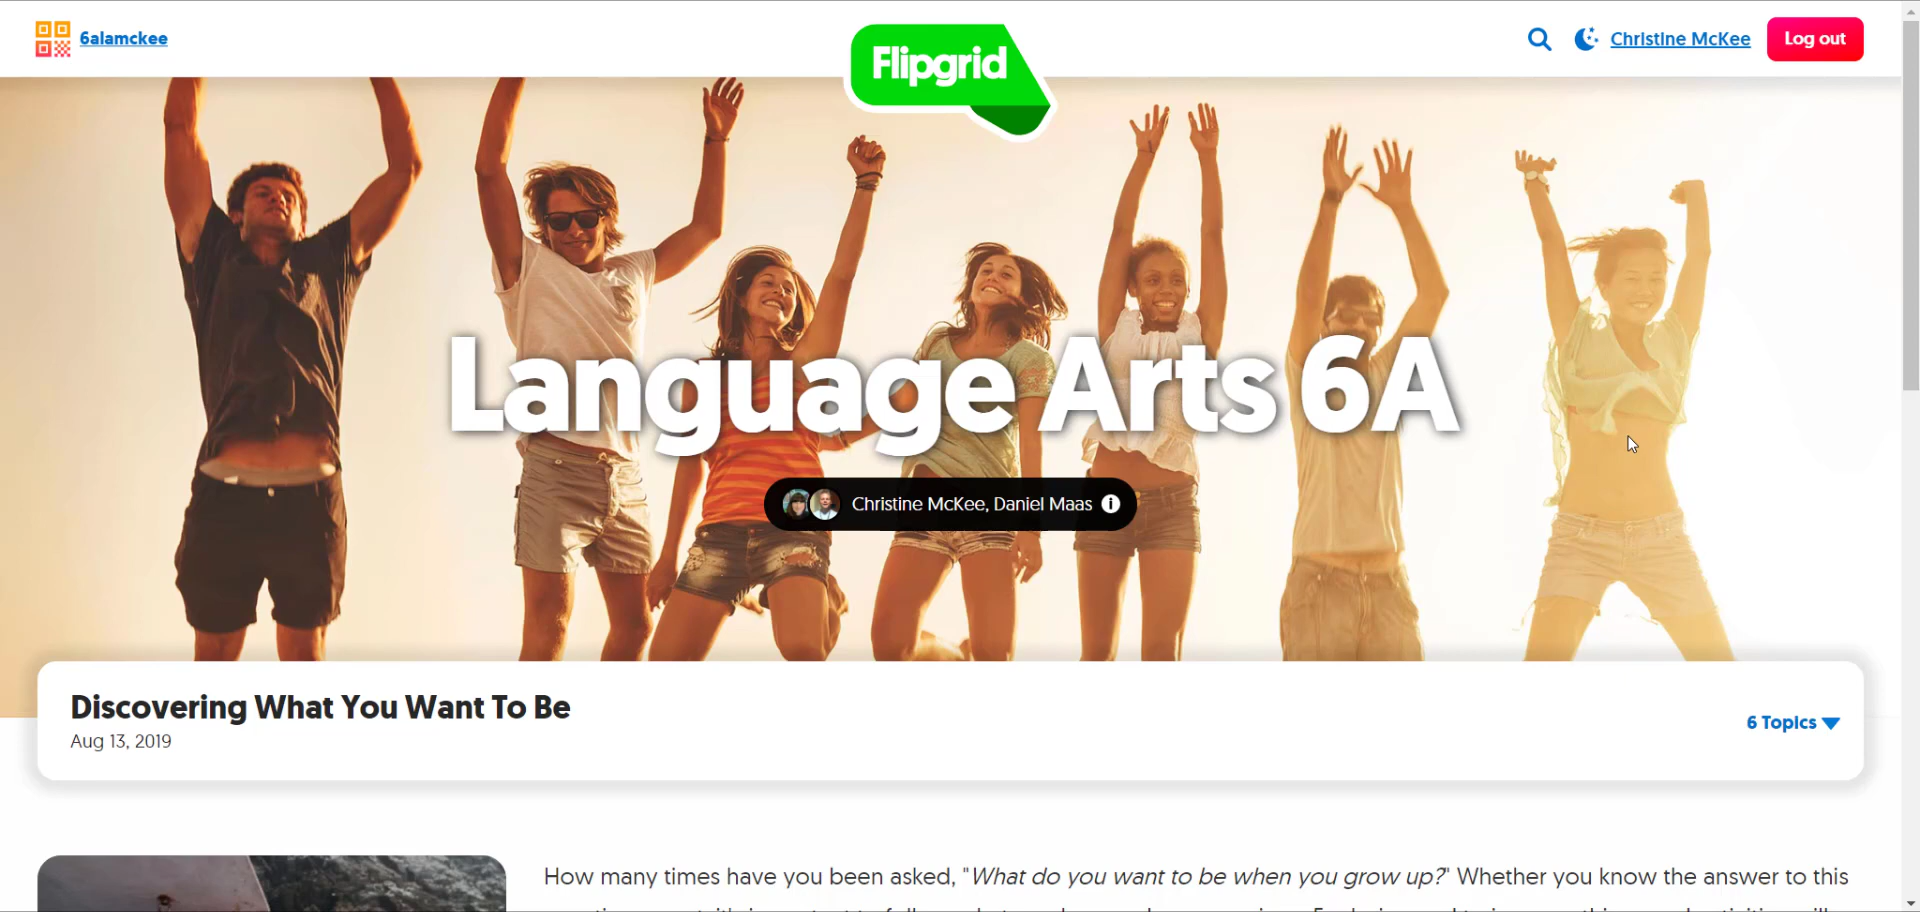 6alamckee
Flipgrid
Christine McKee
Log out
Language Arts 6A
Christine McKee, Daniel Maas
Discovering What You Want To Be
Aug 13, 2019
6 Topics
How many times have you been asked, "What do you want to be when you grow up?" Whether you know the answer to this